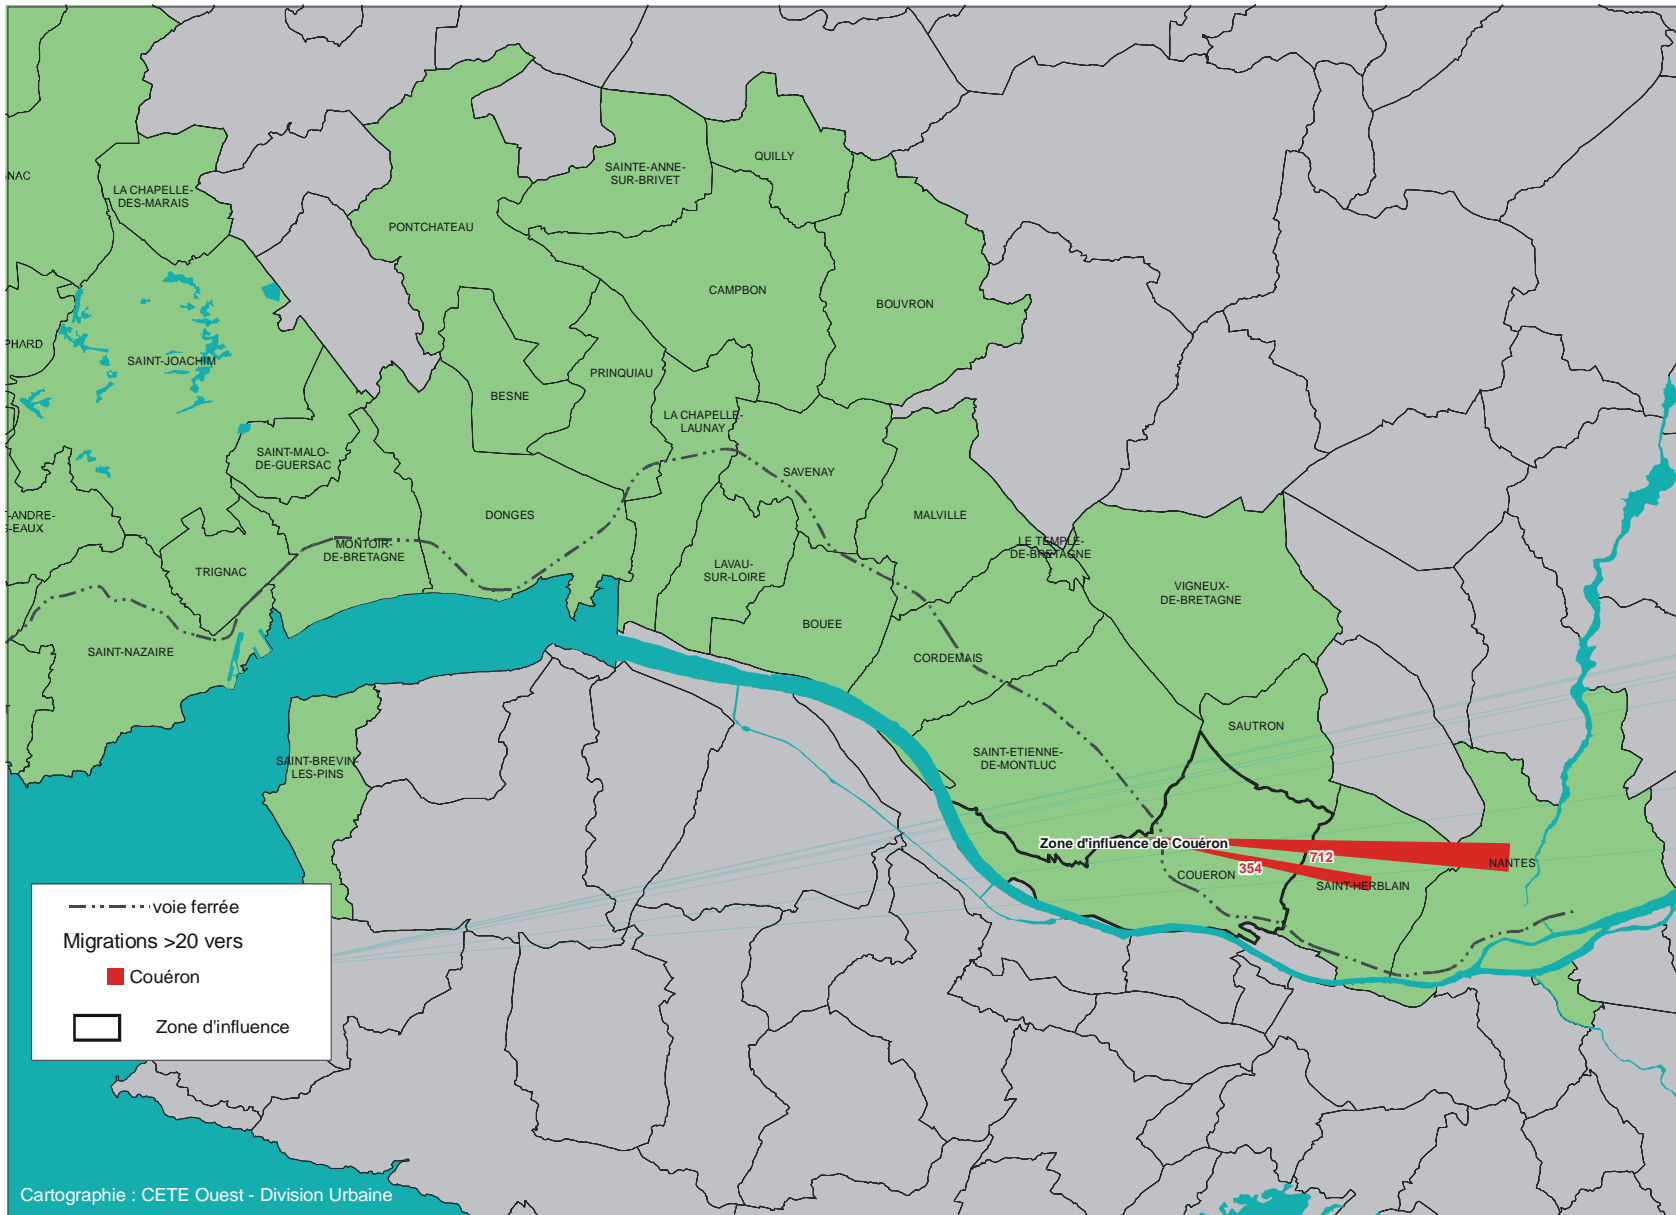 QUILLY
SAINTE-ANNE-
SUR-BRIVET
NAC
LA CHAPELLE-
DES-MARAIS
PONTCHATEAU
CAMPBON
BOUVRON
PHARD
SAINT-JOACHIM
PRINQUIAU
BESNE
LA CHAPELLE-
LAUNAY
SAINT-MALO-
DE-GUERSAC
SAVENAY
-ANDRE-
-EAUX
DONGES
MALVILLE
MONTOIR-
DE-BRETAGNE
LE TEMPLE-
DE-BRETAGNE
TRIGNAC
LAVAU-
SUR-LOIRE
VIGNEUX-
DE-BRETAGNE
BOUEE
SAINT-NAZAIRE
CORDEMAIS
SAUTRON
SAINT-ETIENNE-
DE-MONTLUC
SAINT-BREVIN-
LES-PINS
Zone d'influence de Couéron
712
NANTES
354
COUERON
SAINT-HERBLAIN
voie ferrée
Migrations >20 vers
Couéron
Zone d'influence
Cartographie : CETE Ouest - Division Urbaine